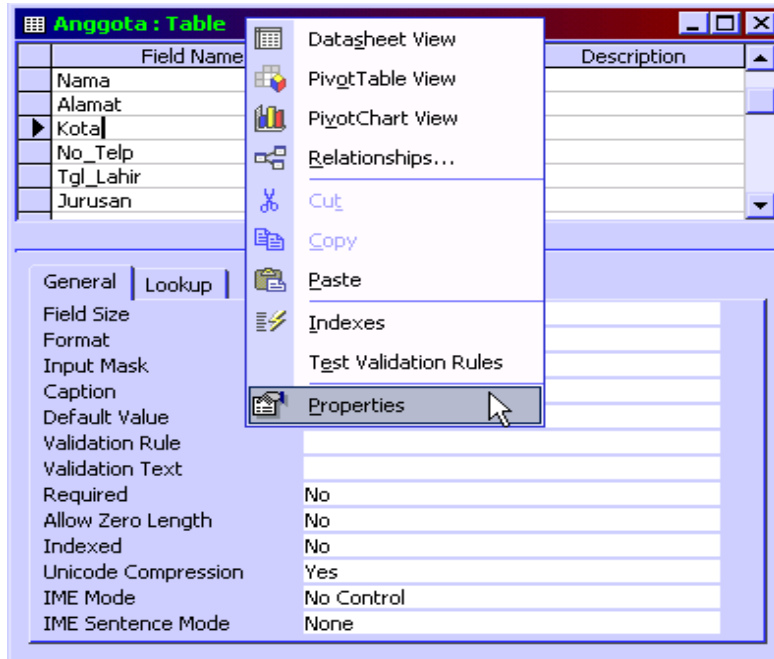 Anggota : Table
Field Name Description
Nama
Alamat
Kota
No_Telp
Tgl_Lahir
Jurusan
Datasheet View
PivotTable View
PivotChart View
Relationships...
Cut
Copy
Paste
Indexes
Test Validation Rules
Properties
General Lookup
Field Size
Format
Input Mask
Caption
Default Value
Validation Rule
Validation Text
Required No
Allow Zero Length No
Indexed No
Unicode Compression Yes
IME Mode No Control
IME Sentence Mode None